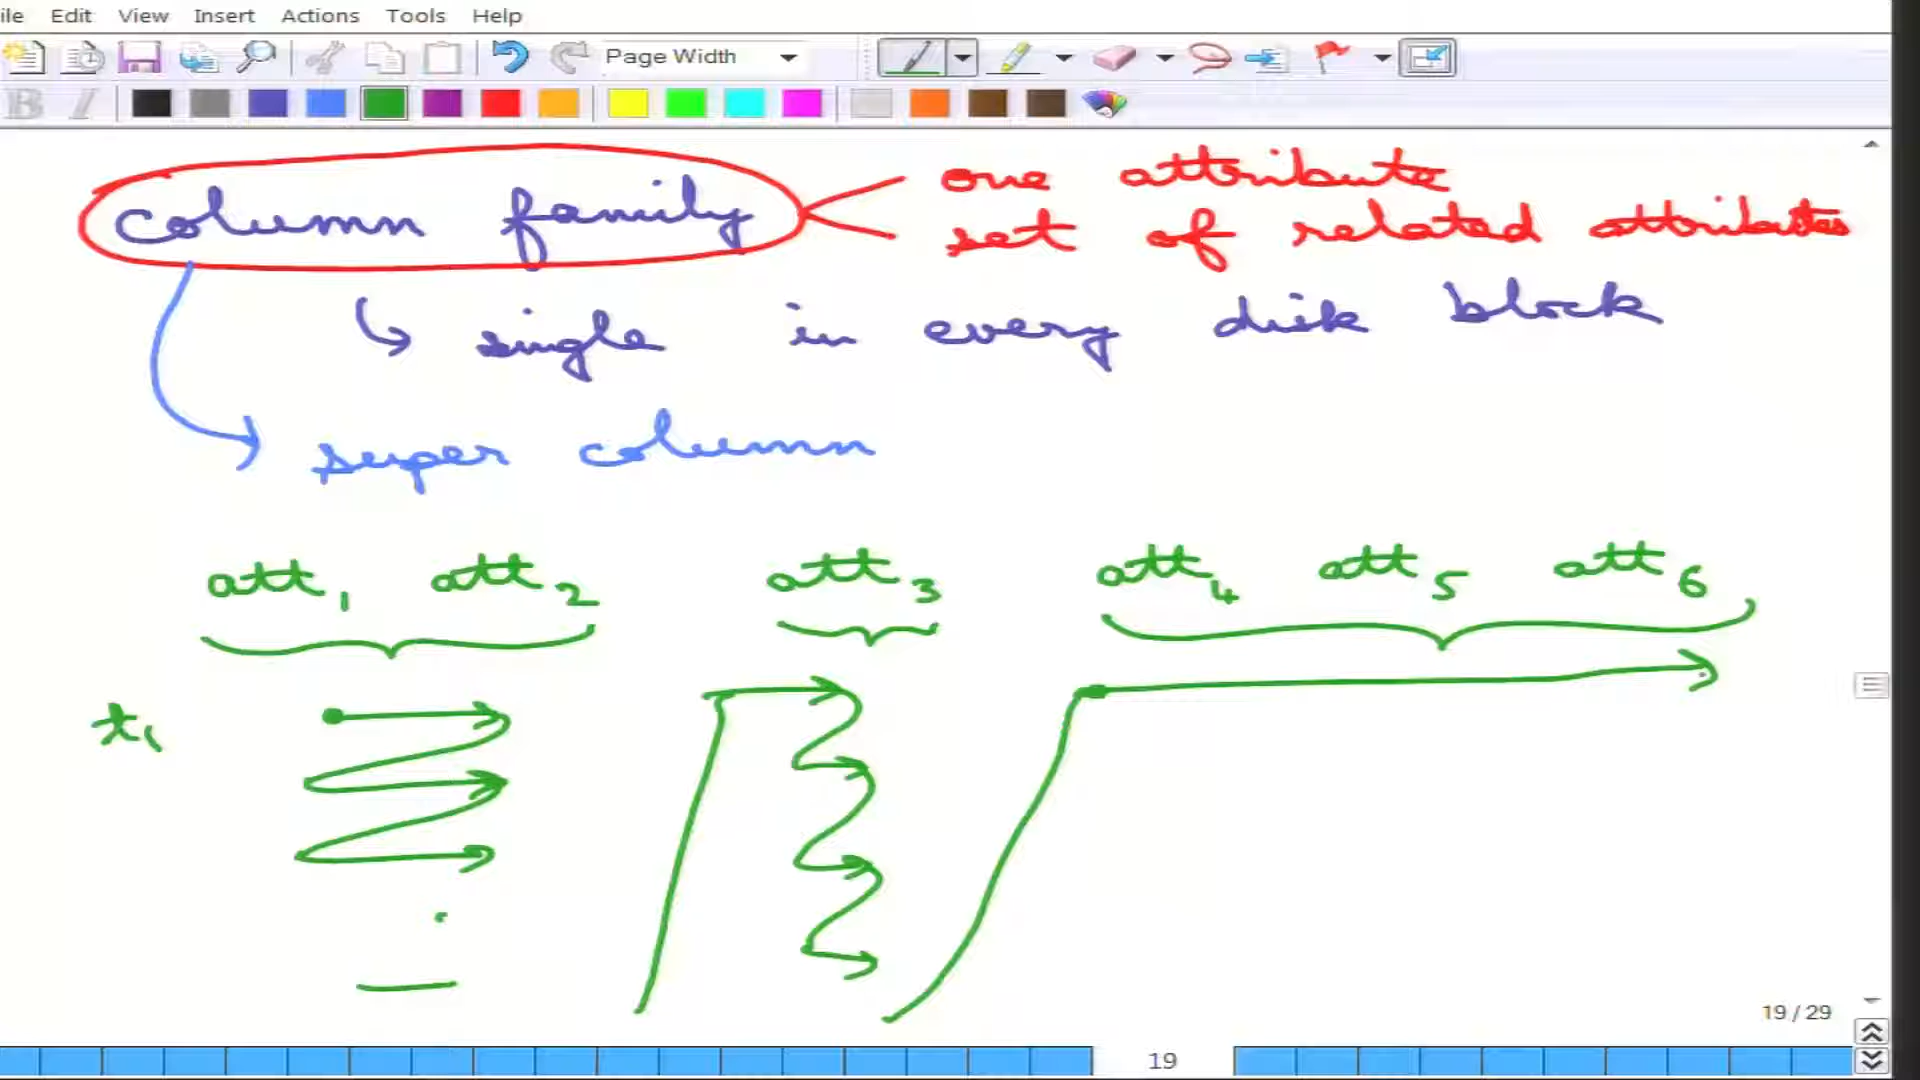 ile Edit View Insert Actions Tools Help
Page Width
B I
column family
one attribute
set of related attributes
↳ single in every disk block
super column
att1 att2 att3 att4 att5 att6
t1
19 / 29
19